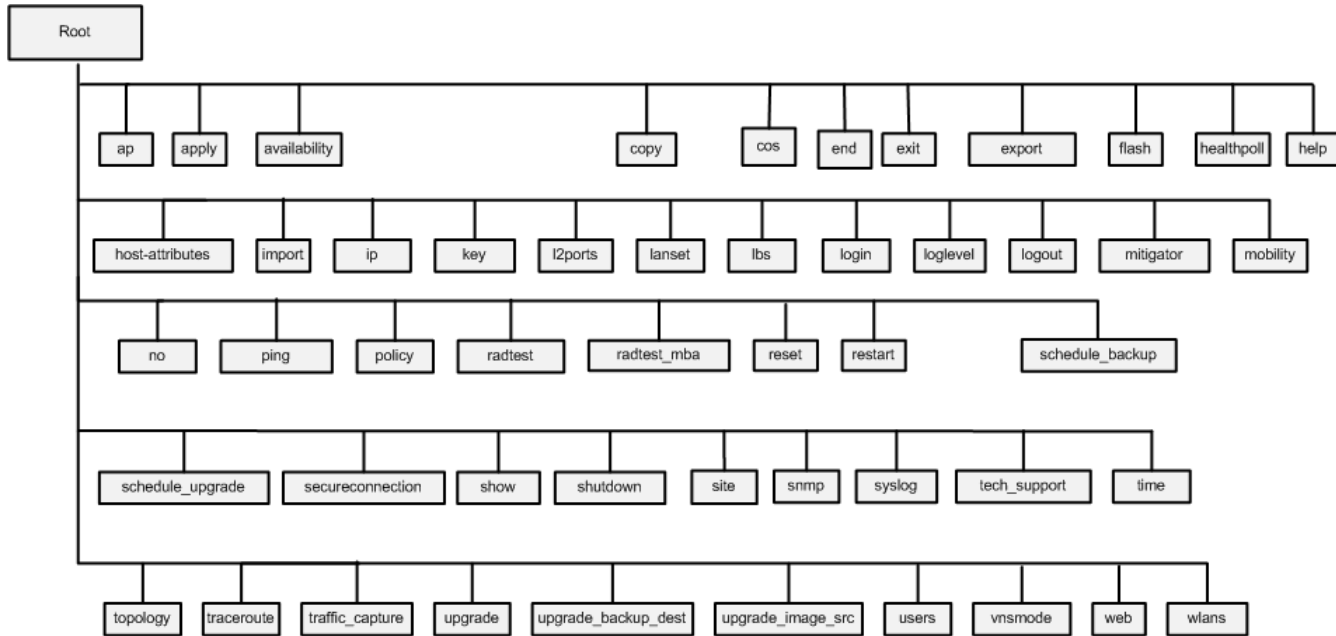 Root
ap apply availability copy cos end exit export flash healthpoll help
host-attributes import ip key l2ports lanset lbs login loglevel logout mitigator mobility
no ping policy radtest radtest_mba reset restart schedule_backup
schedule_upgrade secureconnection show shutdown site snmp syslog tech_support time
topology traceroute traffic_capture upgrade upgrade_backup_dest upgrade_image_src users vnsmode web wlans